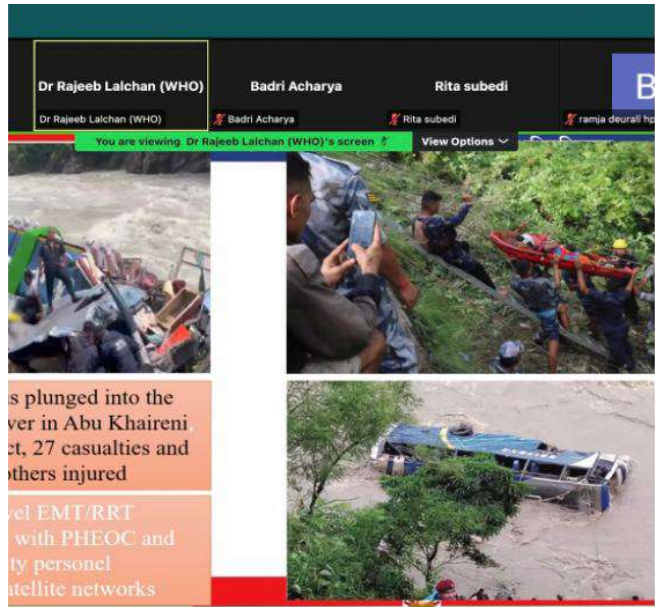 Dr Rajeeb Lalchan (WHO)
Badri Acharya
Rita subedi
B
Dr Rajeeb Lalchan (WHO)
Badri Acharya
Rita subedi
ramja deurali hp
You are viewing Dr Rajeeb Lalchan (WHO)'s screen
View Options
s plunged into the
ver in Abu Khaireni,
ct, 27 casualties and
others injured
vel EMT/RRT
with PHEOC and
ty personel
atellite networks